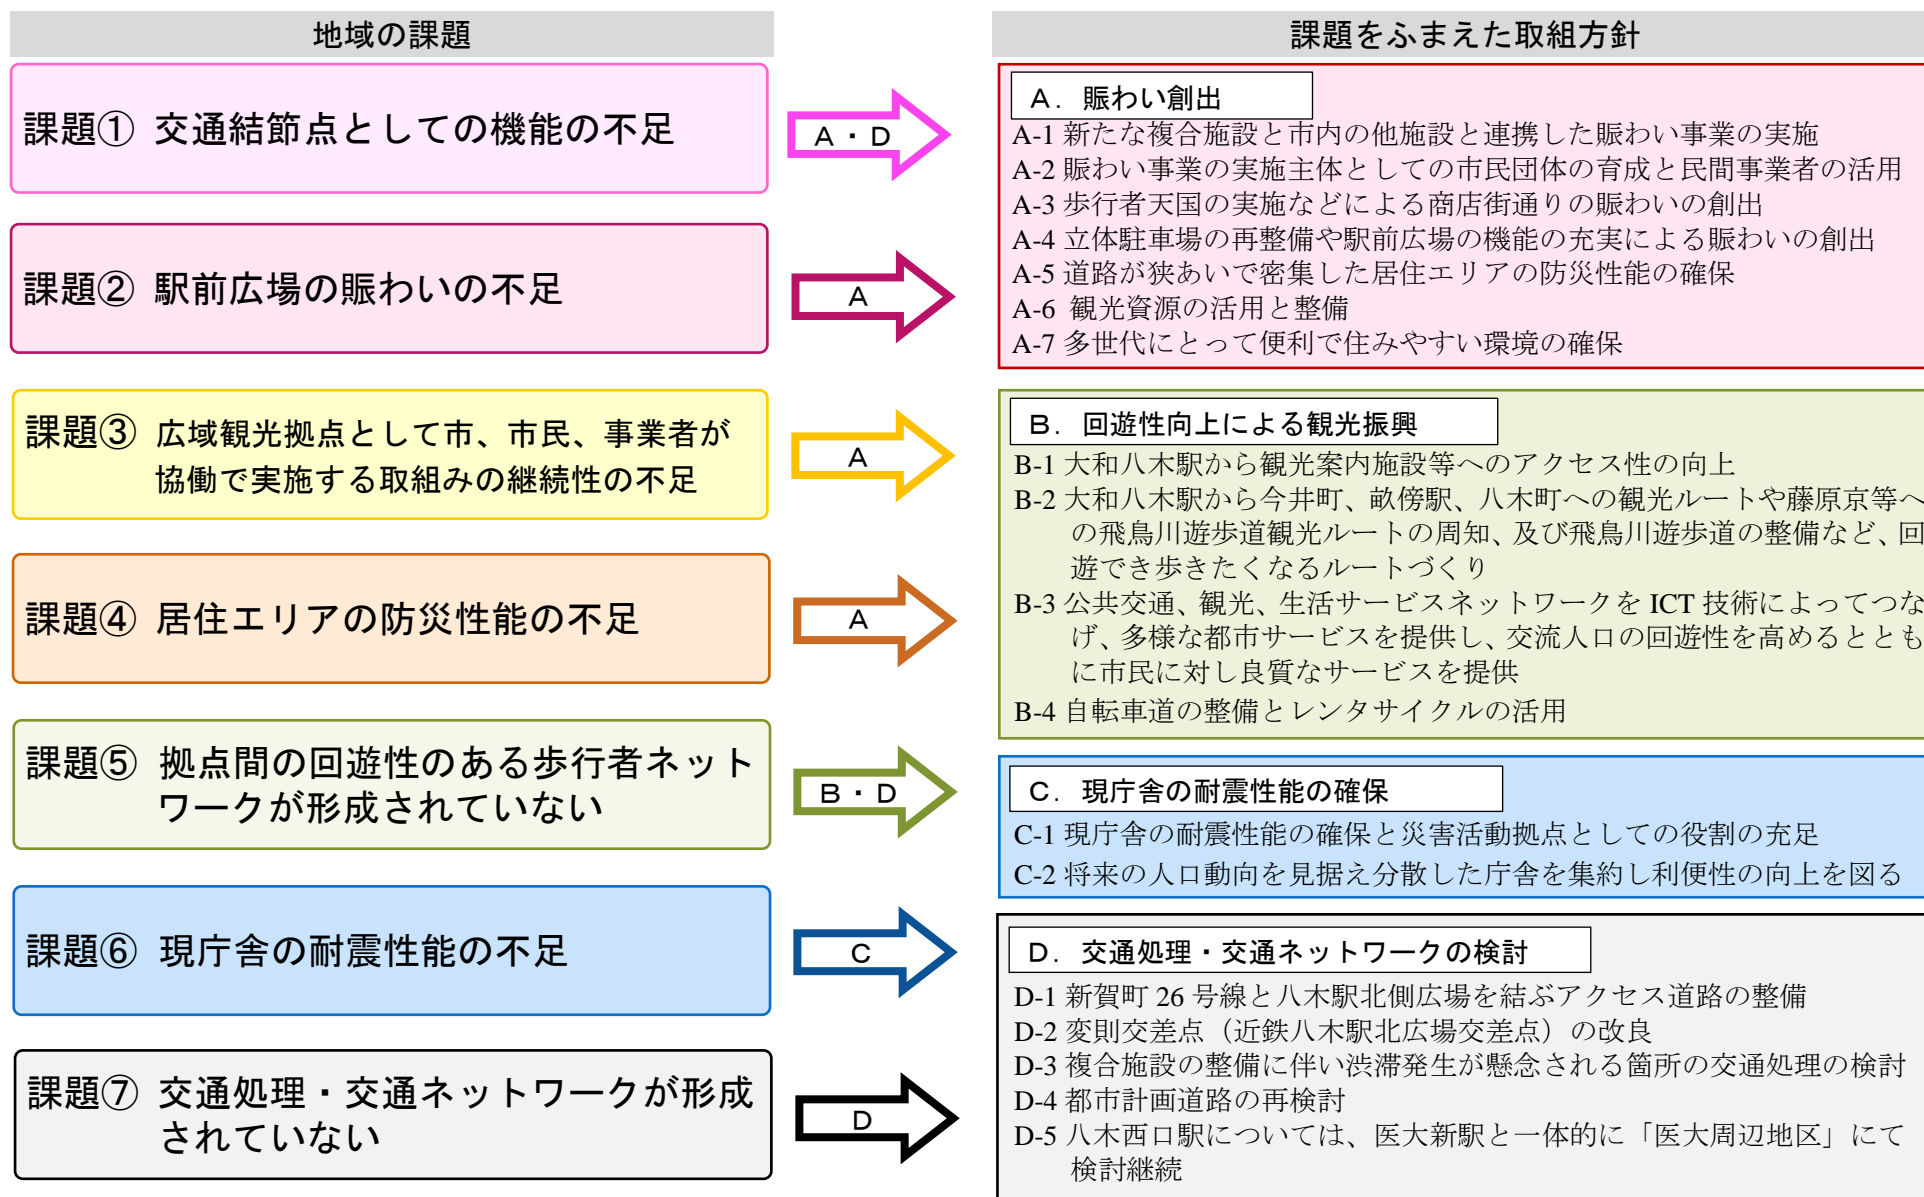 地域の課題
課題① 交通結節点としての機能の不足
課題② 駅前広場の賑わいの不足
課題③ 広域観光拠点として市、市民、事業者が
協働で実施する取組みの継続性の不足
課題④ 居住エリアの防災性能の不足
課題⑤ 拠点間の回遊性のある歩行者ネット
ワークが形成されていない
課題⑥ 現庁舎の耐震性能の不足
課題⑦ 交通処理・交通ネットワークが形成
されていない
A・D
A
A
A
B・D
C
D
課題をふまえた取組方針
A. 賑わい創出
A-1 新たな複合施設と市内の他施設と連携した賑わい事業の実施
A-2 賑わい事業の実施主体としての市民団体の育成と民間事業者の活用
A-3 歩行者天国の実施などによる商店街通りの賑わいの創出
A-4 立体駐車場の再整備や駅前広場の機能の充実による賑わいの創出
A-5 道路が狭あいで密集した居住エリアの防災性能の確保
A-6 観光資源の活用と整備
A-7 多世代にとって便利で住みやすい環境の確保
B. 回遊性向上による観光振興
B-1 大和八木駅から観光案内施設等へのアクセス性の向上
B-2 大和八木駅から今井町、畝傍駅、八木町への観光ルートや藤原京等へ
の飛鳥川遊歩道観光ルートの周知、及び飛鳥川遊歩道の整備など、回
遊でき歩きたくなるルートづくり
B-3 公共交通、観光、生活サービスネットワークを ICT 技術によってつな
げ、多様な都市サービスを提供し、交流人口の回遊性を高めるととも
に市民に対し良質なサービスを提供
B-4 自転車道の整備とレンタサイクルの活用
C. 現庁舎の耐震性能の確保
C-1 現庁舎の耐震性能の確保と災害活動拠点としての役割の充足
C-2 将来の人口動向を見据え分散した庁舎を集約し利便性の向上を図る
D. 交通処理・交通ネットワークの検討
D-1 新賀町 26 号線と八木駅北側広場を結ぶアクセス道路の整備
D-2 変則交差点（近鉄八木駅北広場交差点）の改良
D-3 複合施設の整備に伴い渋滞発生が懸念される箇所の交通処理の検討
D-4 都市計画道路の再検討
D-5 八木西口駅については、医大新駅と一体的に「医大周辺地区」にて
検討継続